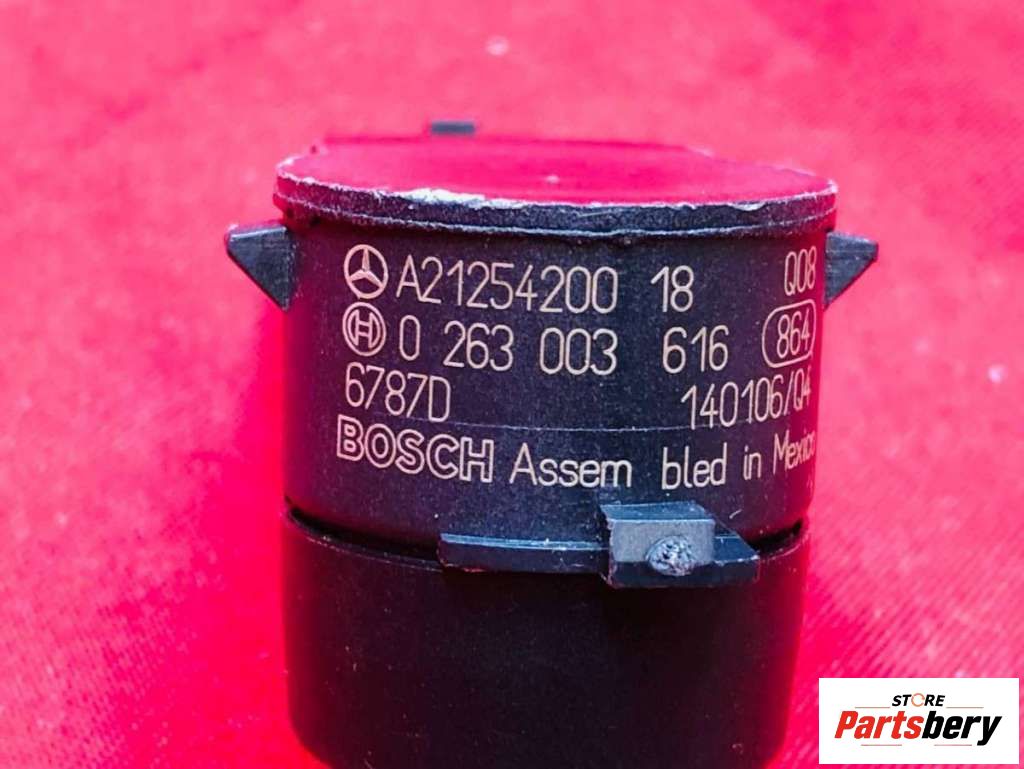 A21254200 18 Q08
0 263 003 616 864
6787D 140106/Q4
BOSCH Assem bled in Mexico
STORE
Partsbery